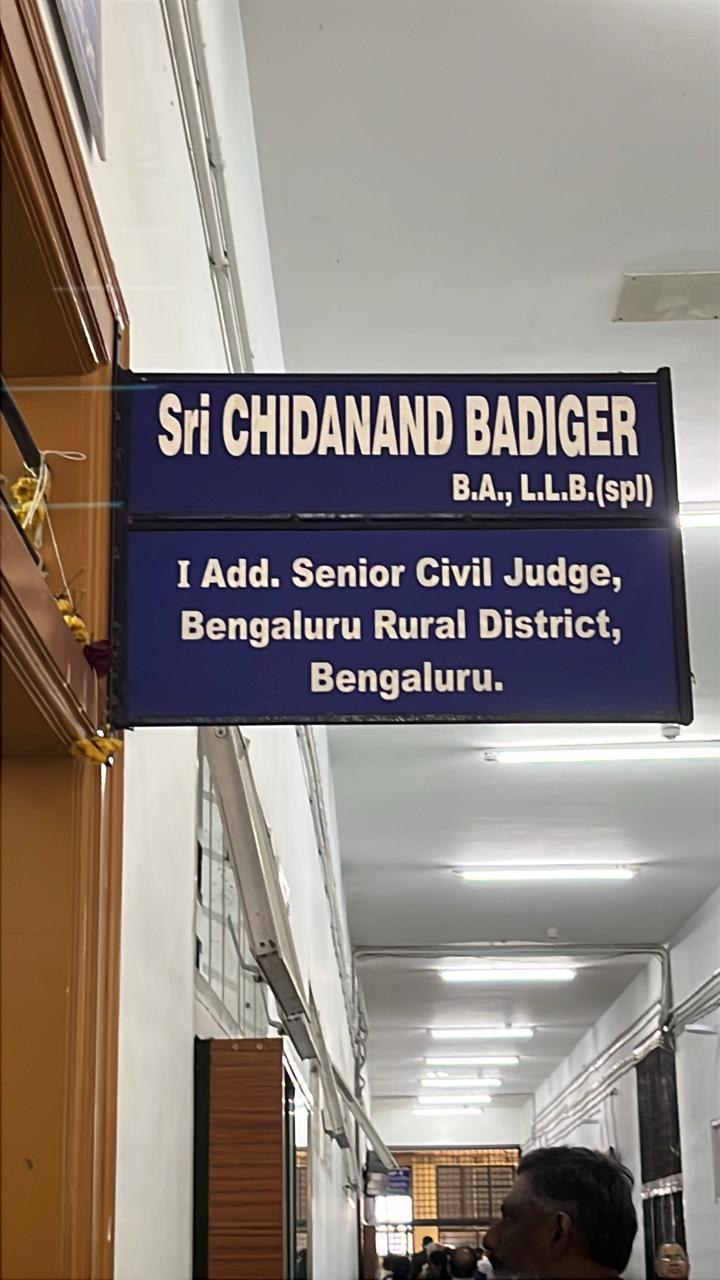 Sri CHIDANAND BADIGER
B.A., L.L.B.(spl)
I Add. Senior Civil Judge,
Bengaluru Rural District,
Bengaluru.